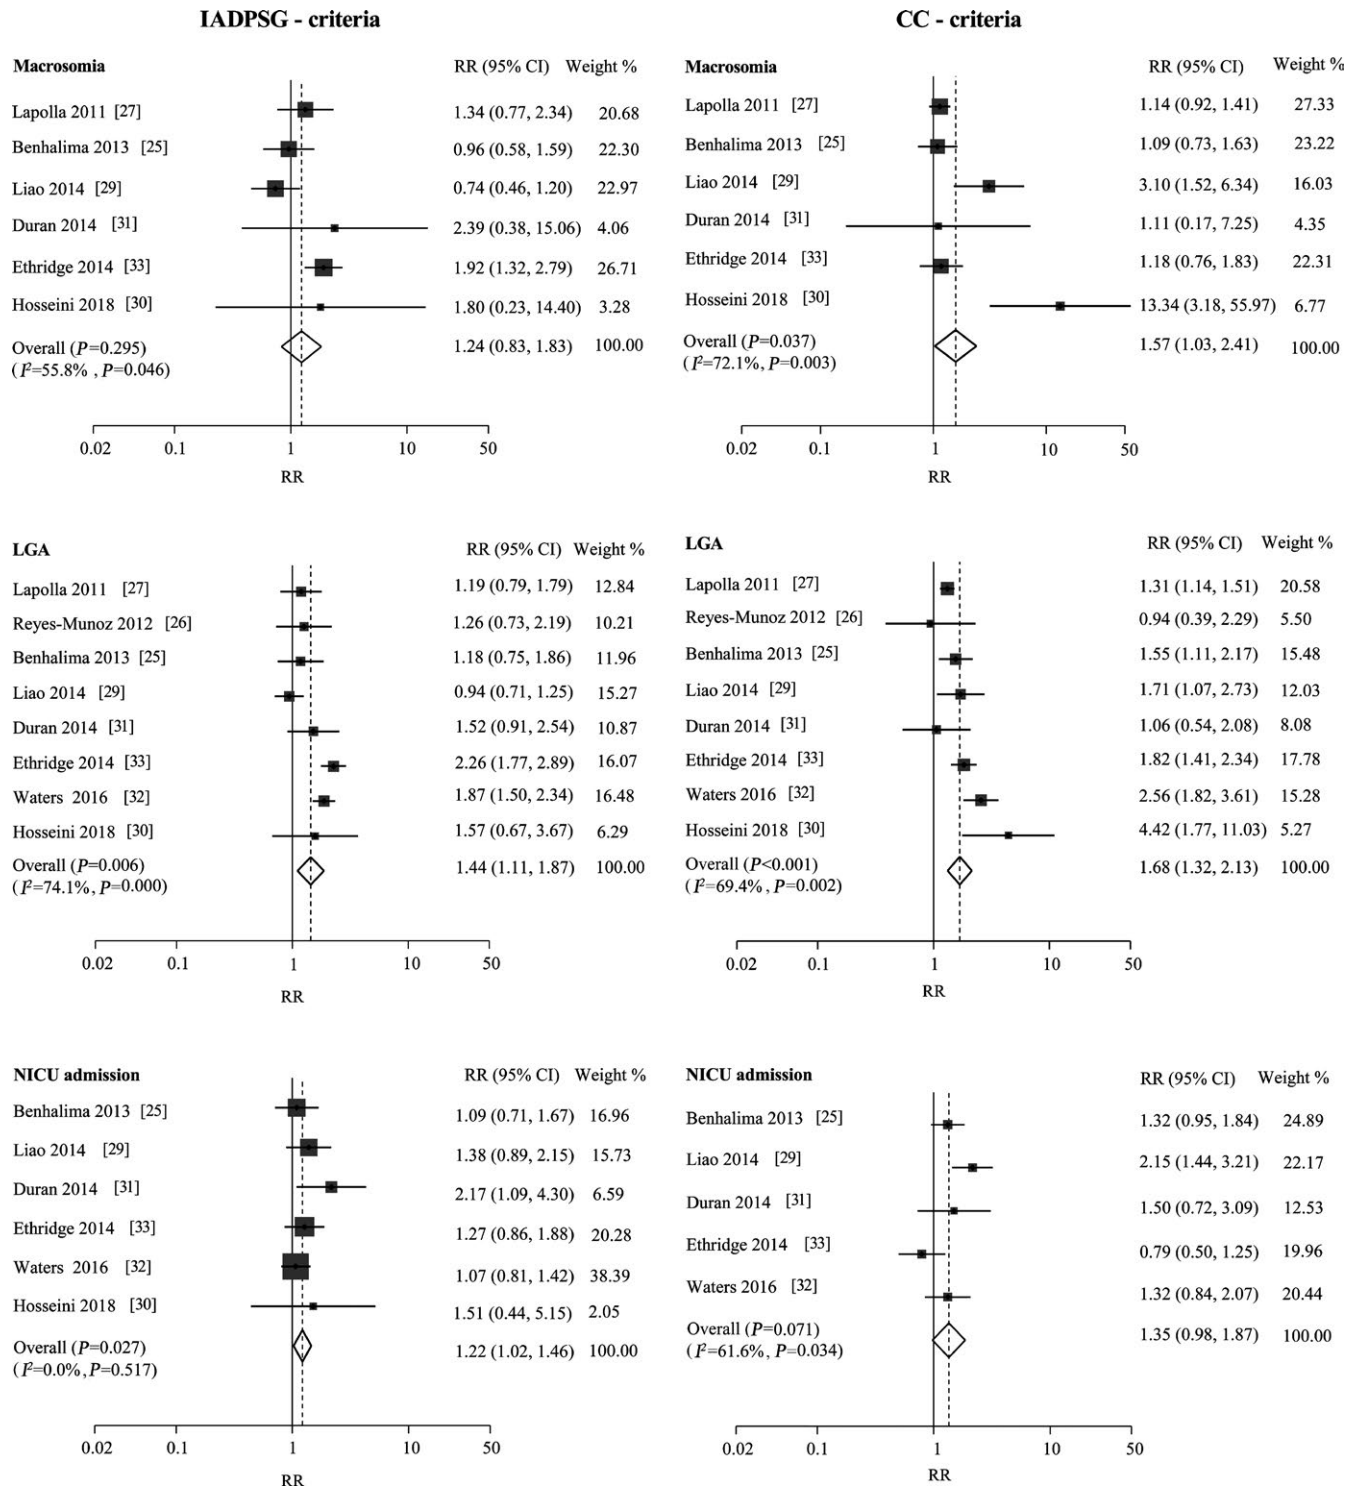 IADPSG - criteria
Macrosomia RR (95% CI) Weight %
Lapolla 2011 [27] 1.34 (0.77, 2.34) 20.68
Benhalima 2013 [25] 0.96 (0.58, 1.59) 22.30
Liao 2014 [29] 0.74 (0.46, 1.20) 22.97
Duran 2014 [31] 2.39 (0.38, 15.06) 4.06
Ethridge 2014 [33] 1.92 (1.32, 2.79) 26.71
Hosseini 2018 [30] 1.80 (0.23, 14.40) 3.28
Overall (P=0.295) 1.24 (0.83, 1.83) 100.00
(I²=55.8% , P=0.046)
0.02 0.1 1 10 50
RR
LGA RR (95% CI) Weight %
Lapolla 2011 [27] 1.19 (0.79, 1.79) 12.84
Reyes-Munoz 2012 [26] 1.26 (0.73, 2.19) 10.21
Benhalima 2013 [25] 1.18 (0.75, 1.86) 11.96
Liao 2014 [29] 0.94 (0.71, 1.25) 15.27
Duran 2014 [31] 1.52 (0.91, 2.54) 10.87
Ethridge 2014 [33] 2.26 (1.77, 2.89) 16.07
Waters 2016 [32] 1.87 (1.50, 2.34) 16.48
Hosseini 2018 [30] 1.57 (0.67, 3.67) 6.29
Overall (P=0.006) 1.44 (1.11, 1.87) 100.00
(I²=74.1%, P=0.000)
0.02 0.1 1 10 50
RR
NICU admission RR (95% CI) Weight %
Benhalima 2013 [25] 1.09 (0.71, 1.67) 16.96
Liao 2014 [29] 1.38 (0.89, 2.15) 15.73
Duran 2014 [31] 2.17 (1.09, 4.30) 6.59
Ethridge 2014 [33] 1.27 (0.86, 1.88) 20.28
Waters 2016 [32] 1.07 (0.81, 1.42) 38.39
Hosseini 2018 [30] 1.51 (0.44, 5.15) 2.05
Overall (P=0.027) 1.22 (1.02, 1.46) 100.00
(I²=0.0%, P=0.517)
0.02 0.1 1 10 50
RR
CC - criteria
Macrosomia RR (95% CI) Weight %
Lapolla 2011 [27] 1.14 (0.92, 1.41) 27.33
Benhalima 2013 [25] 1.09 (0.73, 1.63) 23.22
Liao 2014 [29] 3.10 (1.52, 6.34) 16.03
Duran 2014 [31] 1.11 (0.17, 7.25) 4.35
Ethridge 2014 [33] 1.18 (0.76, 1.83) 22.31
Hosseini 2018 [30] 13.34 (3.18, 55.97) 6.77
Overall (P=0.037) 1.57 (1.03, 2.41) 100.00
(I²=72.1%, P=0.003)
0.02 0.1 1 10 50
RR
LGA RR (95% CI) Weight %
Lapolla 2011 [27] 1.31 (1.14, 1.51) 20.58
Reyes-Munoz 2012 [26] 0.94 (0.39, 2.29) 5.50
Benhalima 2013 [25] 1.55 (1.11, 2.17) 15.48
Liao 2014 [29] 1.71 (1.07, 2.73) 12.03
Duran 2014 [31] 1.06 (0.54, 2.08) 8.08
Ethridge 2014 [33] 1.82 (1.41, 2.34) 17.78
Waters 2016 [32] 2.56 (1.82, 3.61) 15.28
Hosseini 2018 [30] 4.42 (1.77, 11.03) 5.27
Overall (P<0.001) 1.68 (1.32, 2.13) 100.00
(I²=69.4%, P=0.002)
0.02 0.1 1 10 50
RR
NICU admission RR (95% CI) Weight %
Benhalima 2013 [25] 1.32 (0.95, 1.84) 24.89
Liao 2014 [29] 2.15 (1.44, 3.21) 22.17
Duran 2014 [31] 1.50 (0.72, 3.09) 12.53
Ethridge 2014 [33] 0.79 (0.50, 1.25) 19.96
Waters 2016 [32] 1.32 (0.84, 2.07) 20.44
Overall (P=0.071) 1.35 (0.98, 1.87) 100.00
(I²=61.6%, P=0.034)
0.02 0.1 1 10 50
RR